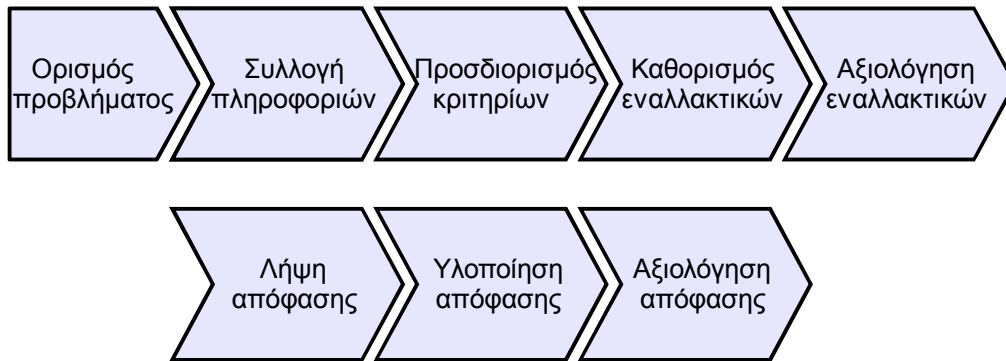 Ορισμός
προβλήματος
Συλλογή
πληροφοριών
Προσδιορισμός
κριτηρίων
Καθορισμός
εναλλακτικών
Αξιολόγηση
εναλλακτικών
Λήψη
απόφασης
Υλοποίηση
απόφασης
Αξιολόγηση
απόφασης